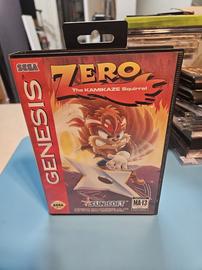 SEGA
GENESIS
ZERO
The KAMIKAZE Squirrel
SUNSOFT
MA-13